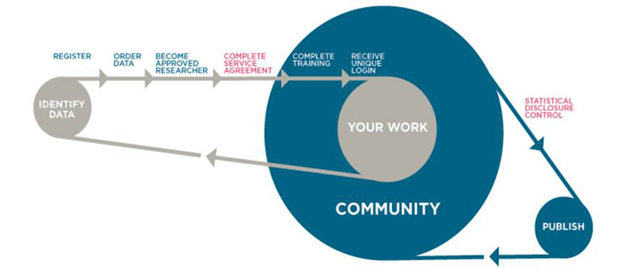 REGISTER
ORDER
DATA
BECOME
APPROVED
RESEARCHER
COMPLETE
SERVICE
AGREEMENT
COMPLETE
TRAINING
RECEIVE
UNIQUE
LOGIN
IDENTIFY
DATA
YOUR WORK
STATISTICAL
DISCLOSURE
CONTROL
COMMUNITY
PUBLISH